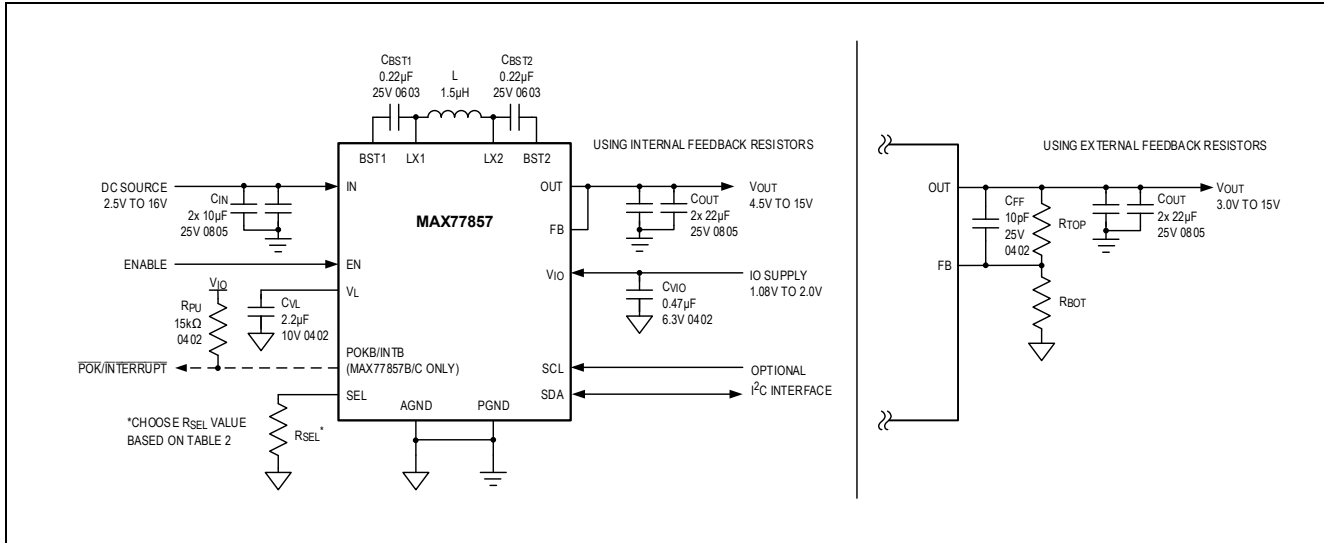 CBST1
0.22µF
25V 0603
L
1.5µH
CBST2
0.22µF
25V 0603
BST1
LX1
LX2
BST2
USING INTERNAL FEEDBACK RESISTORS
DC SOURCE
2.5V TO 16V
CIN
2x 10µF
25V 0805
IN
MAX77857
OUT
FB
COUT
2x 22µF
25V 0805
VOUT
4.5V TO 15V
ENABLE
EN
VIO
RPU
15kΩ
0402
CVL
2.2µF
10V 0402
VL
VIO
CVIO
0.47µF
6.3V 0402
IO SUPPLY
1.08V TO 2.0V
POK/INTERRUPT
POKB/INTB
(MAX77857B/C ONLY)
SEL
*CHOOSE RSEL VALUE
BASED ON TABLE 2
RSEL*
AGND
PGND
SCL
SDA
OPTIONAL
I2C INTERFACE
USING EXTERNAL FEEDBACK RESISTORS
OUT
FB
CFF
10pF
25V
0402
RTOP
RBOT
COUT
2x 22µF
25V 0805
VOUT
3.0V TO 15V